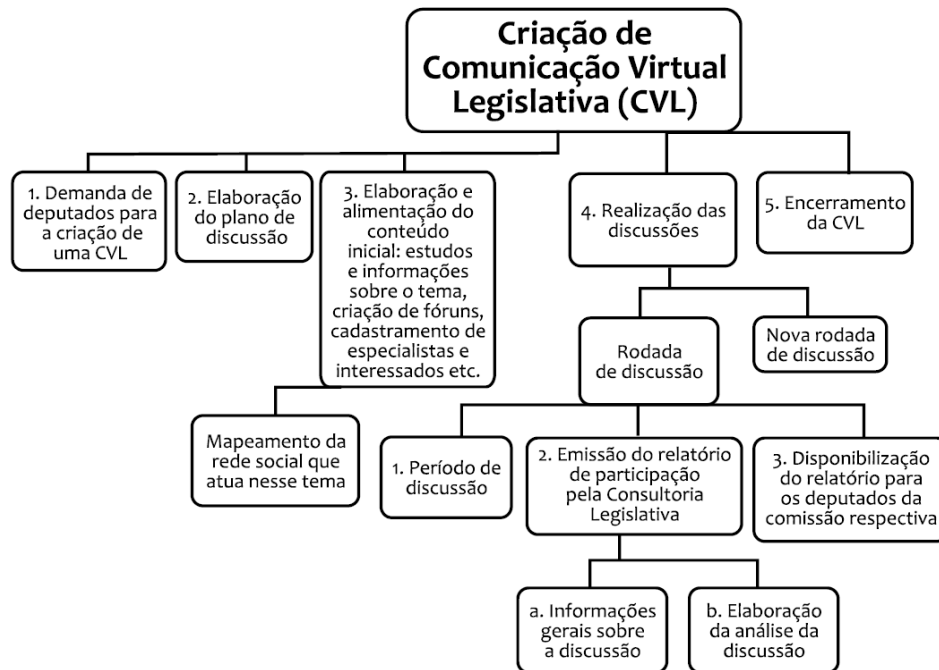 Criação de
Comunicação Virtual
Legislativa (CVL)
1. Demanda de
deputados para
a criação de
uma CVL
2. Elaboração
do plano de
discussão
3. Elaboração e
alimentação do
conteúdo
inicial: estudos
e informações
sobre o tema,
criação de fóruns,
cadastramento de
especialistas e
interessados etc.
4. Realização das
discussões
5. Encerramento
da CVL
Mapeamento da
rede social que
atua nesse tema
Rodada
de discussão
Nova rodada
de discussão
1. Período de
discussão
2. Emissão do relatório
de participação
pela Consultoria
Legislativa
3. Disponibilização
do relatório para
os deputados da
comissão respectiva
a. Informações
gerais sobre
a discussão
b. Elaboração
da análise da
discussão